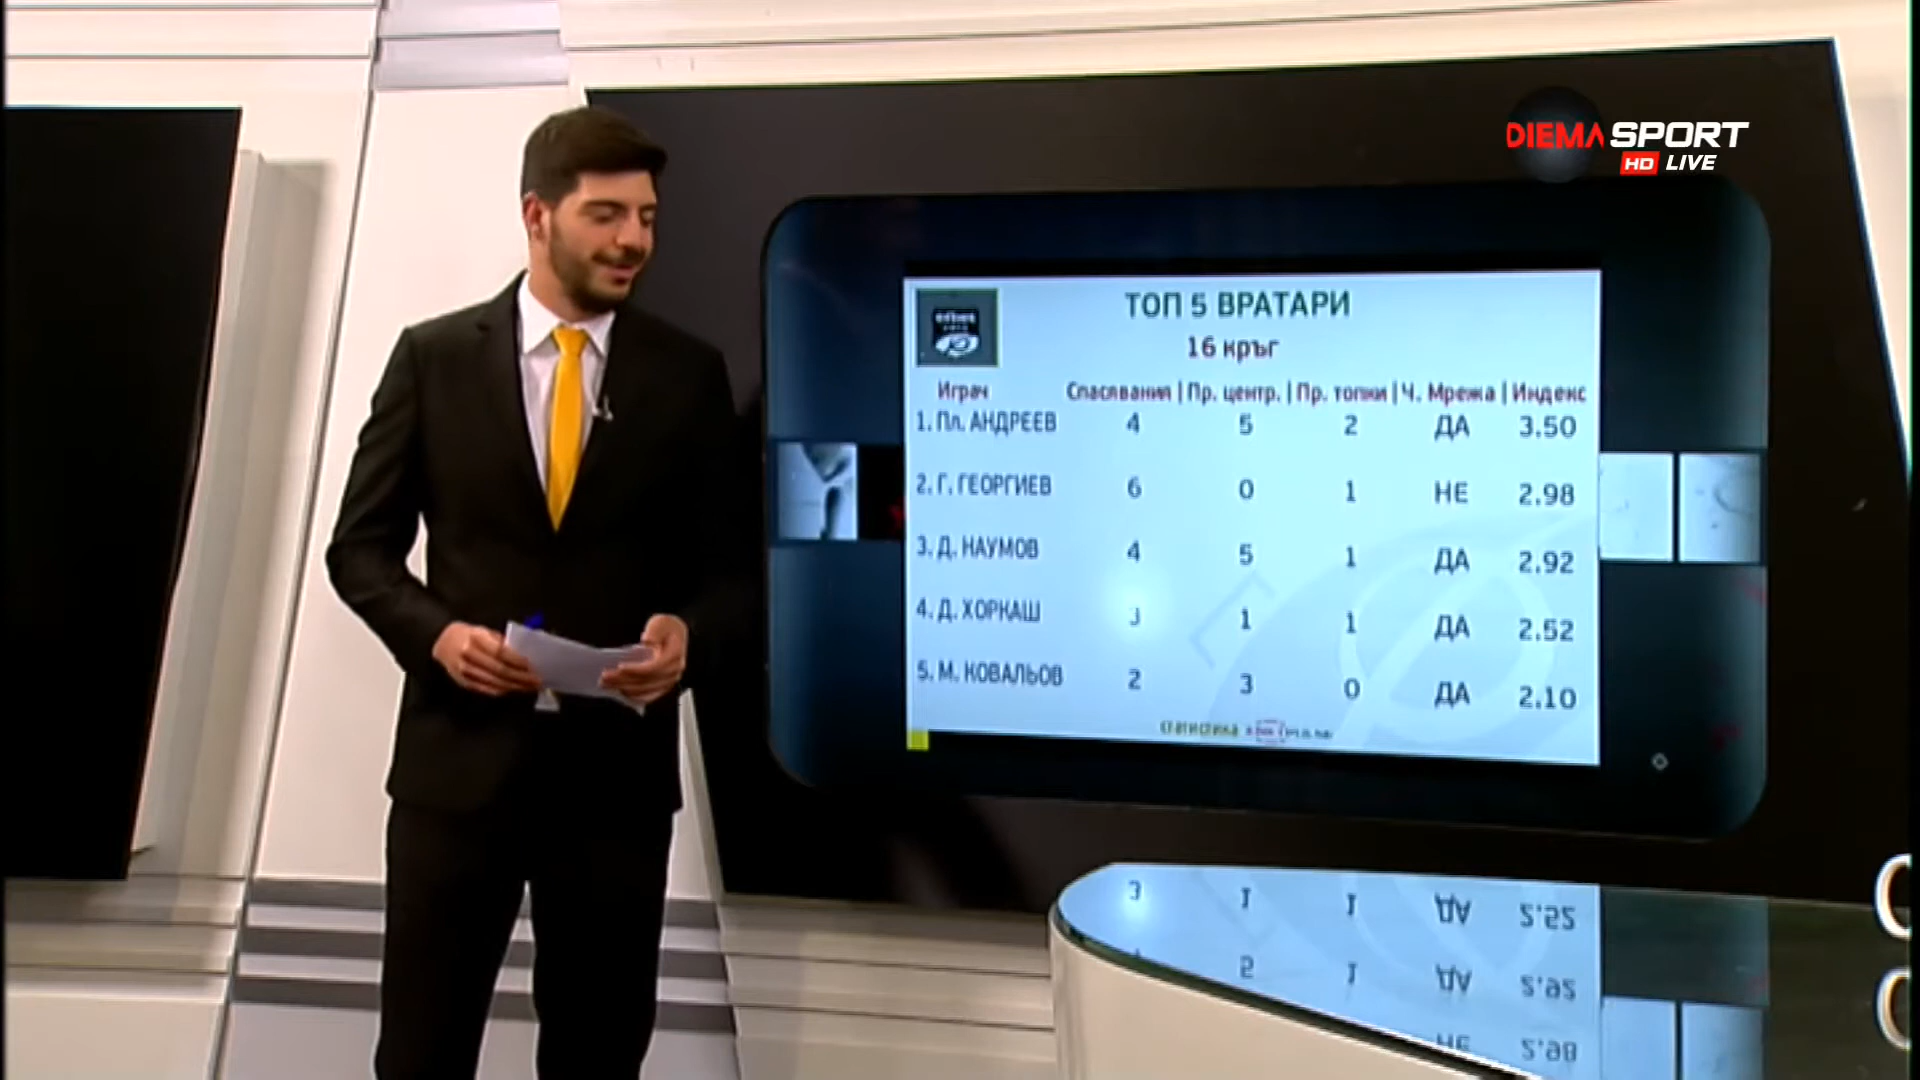 DIEMA SPORT
HD LIVE
ТОП 5 ВРАТАРИ
16 кръг
Играч Спасявания | Пр. центр. | Пр. топки | Ч. Мрежа | Индекс
1. Пл. АНДРЕЕВ 4 5 2 ДА 3.50
2. Г. ГЕОРГИЕВ 6 0 1 НЕ 2.98
3. Д. НАУМОВ 4 5 1 ДА 2.92
4. Д. ХОРКАШ 3 1 1 ДА 2.52
5. М. КОВАЛЬОВ 2 3 0 ДА 2.10
статистика